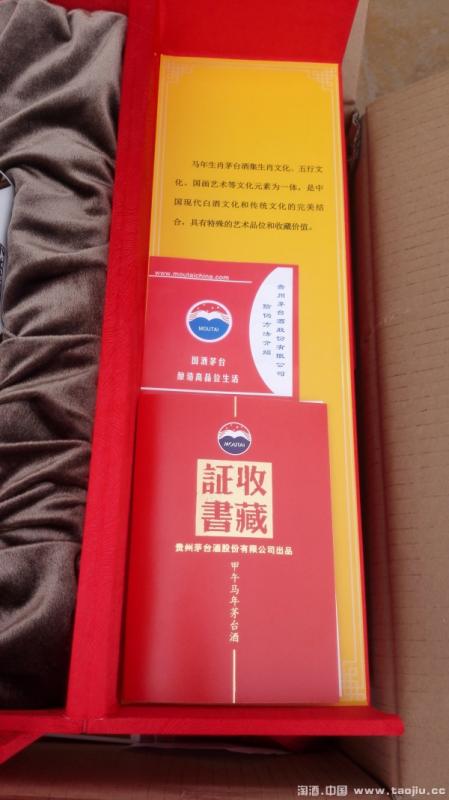 马年生肖茅台酒集生肖文化、五行文
化、国画艺术等文化元素为一体，是中
国现代白酒文化和传统文化的完美结
合，具有特殊的艺术品位和收藏价值。
www.moutaichina.com
MOUTAI
国酒茅台
酿造高品位生活
贵州茅台酒股份有限公司
防伪方法介绍
MOUTAI
収藏
証書
贵州茅台酒股份有限公司出品
甲午马年茅台酒
淘酒.中国 www.taojiu.cc